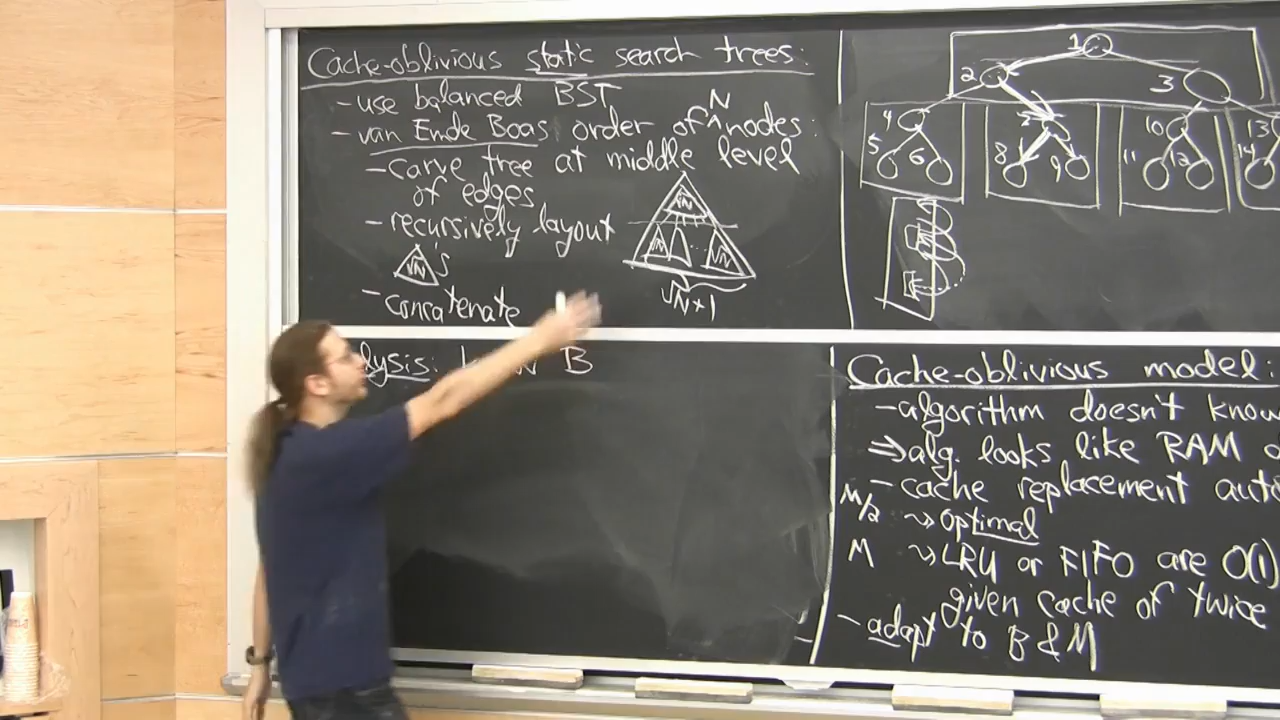 Cache-oblivious static search trees:
- use balanced BST
- van Emde Boas order of N nodes:
- carve tree at middle level
of edges
- recursively layout
√N 's
- concatenate
√N
√N ... √N
√N+1
1
2 3
4 7 10 13
5 6 8 9 11 12 14
lysis: B
Cache-oblivious model:
- algorithm doesn't know
⇒ alg. looks like RAM
- cache replacement
M/2 ⤳ Optimal
M ⤳ LRU or FIFO are O(1)
given cache of twice
- adapt to B & M